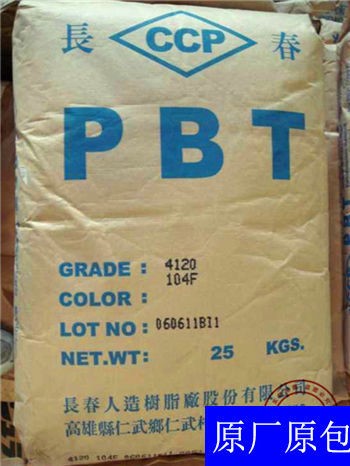 長 CCP 春
PBT
GRADE : 4120
104F
COLOR :
LOT NO : 060611BI1
NET.WT: 25 KGS.
長春人造樹脂廠股份有限公司
高雄縣仁武鄉仁武村
4120 104F
原厂原包